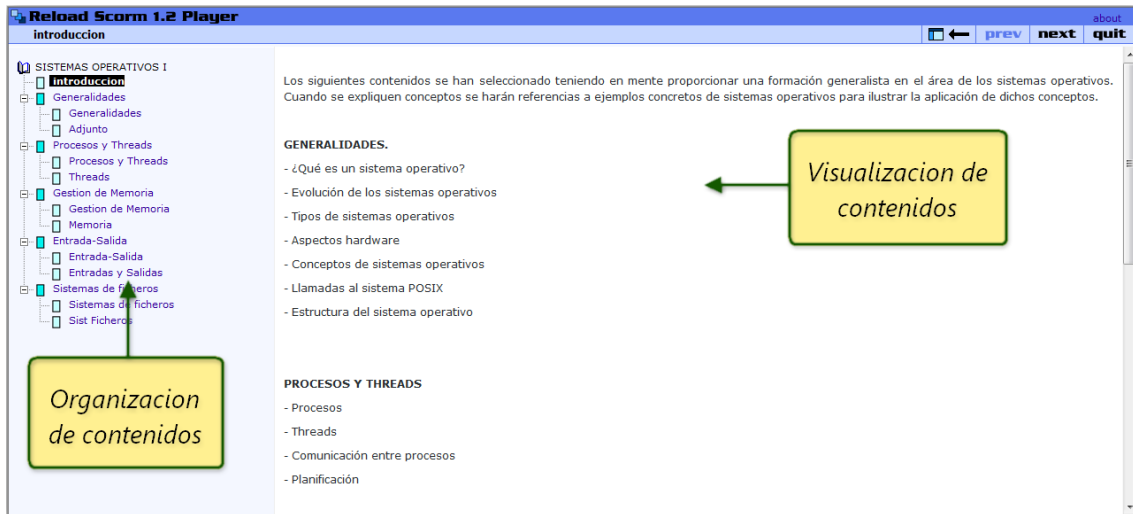 Reload Scorm 1.2 Player
about
introduccion
prev next quit
SISTEMAS OPERATIVOS I
introduccion
Generalidades
Generalidades
Adjunto
Procesos y Threads
Procesos y Threads
Threads
Gestion de Memoria
Gestion de Memoria
Memoria
Entrada-Salida
Entrada-Salida
Entradas y Salidas
Sistemas de ficheros
Sistemas de ficheros
Sist Ficheros
Organizacion
de contenidos
Los siguientes contenidos se han seleccionado teniendo en mente proporcionar una formación generalista en el área de los sistemas operativos.
Cuando se expliquen conceptos se harán referencias a ejemplos concretos de sistemas operativos para ilustrar la aplicación de dichos conceptos.
GENERALIDADES.
- ¿Qué es un sistema operativo?
- Evolución de los sistemas operativos
- Tipos de sistemas operativos
- Aspectos hardware
- Conceptos de sistemas operativos
- Llamadas al sistema POSIX
- Estructura del sistema operativo
Visualizacion de
contenidos
PROCESOS Y THREADS
- Procesos
- Threads
- Comunicación entre procesos
- Planificación